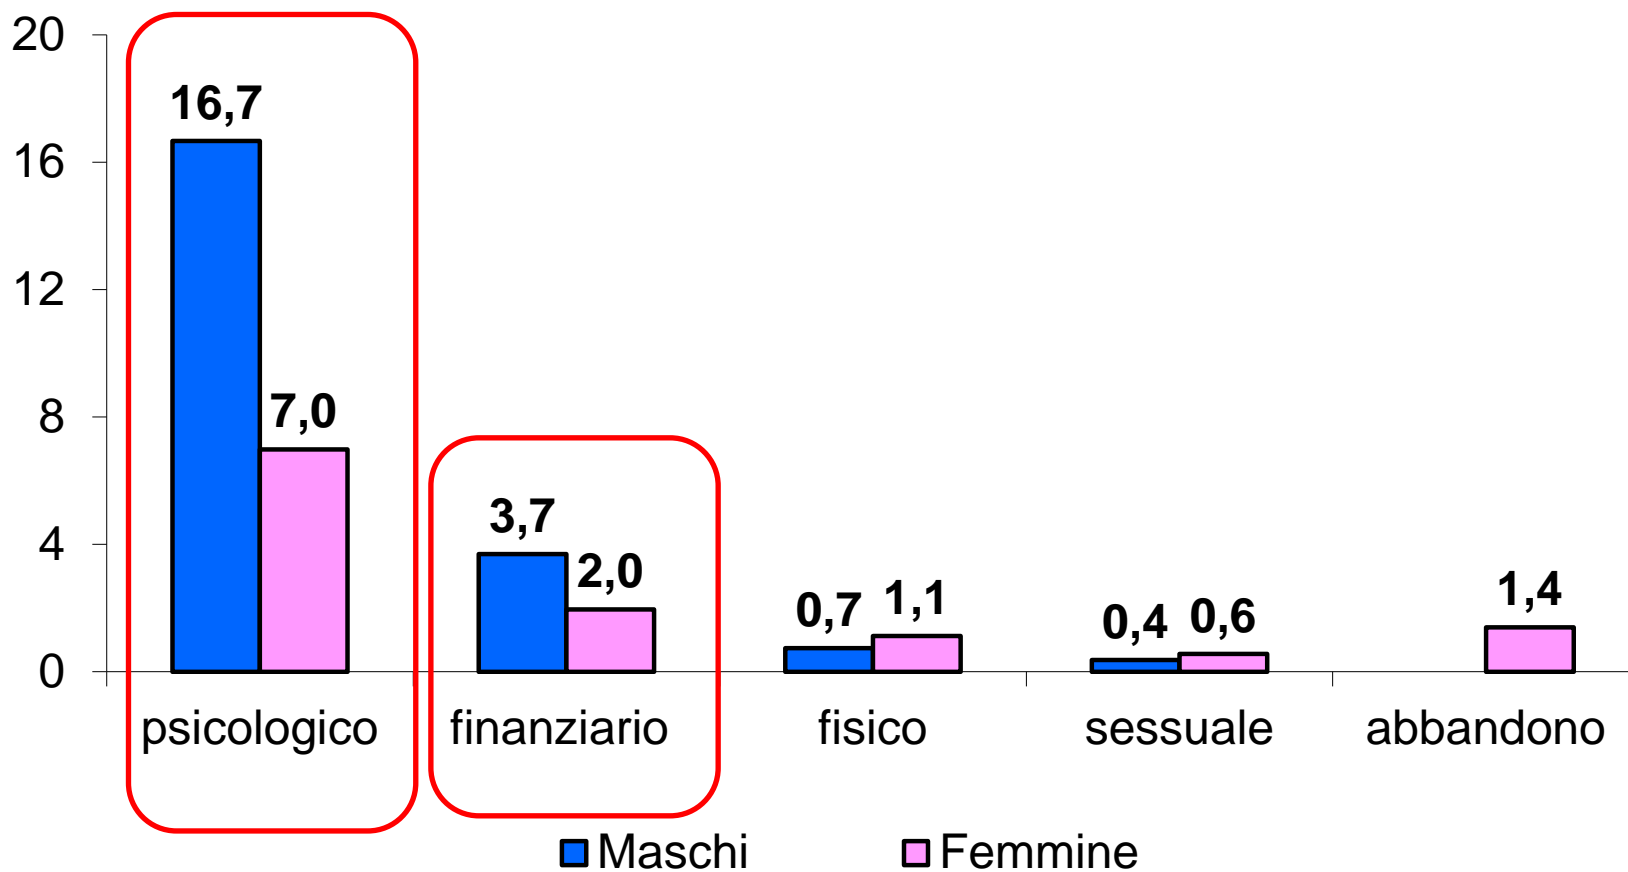 20
16,7
16
12
8
7,0
4
3,7
2,0
0,7
1,1
0,4
0,6
1,4
0
psicologico
finanziario
fisico
sessuale
abbandono
Maschi
Femmine